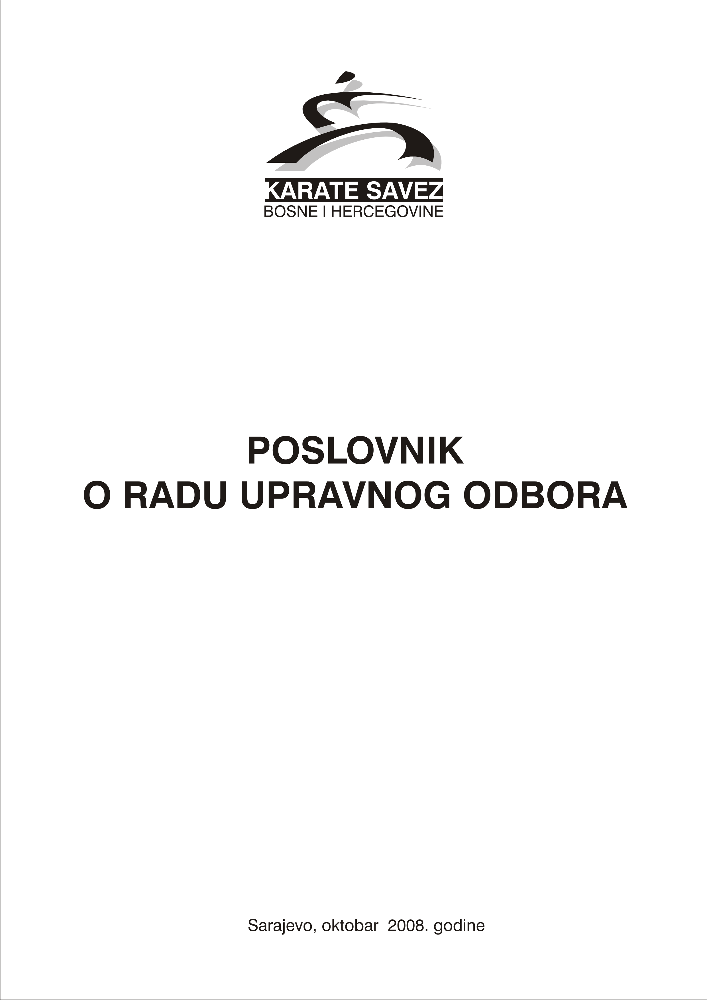 KARATE SAVEZ
BOSNE I HERCEGOVINE
POSLOVNIK
O RADU UPRAVNOG ODBORA
Sarajevo, oktobar  2008. godine